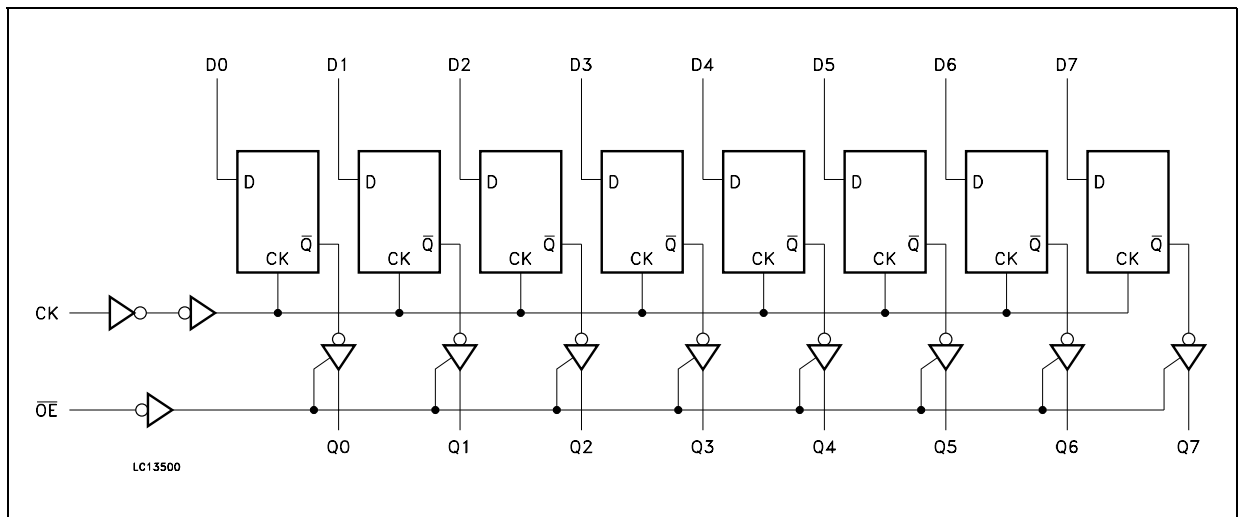 D0 D1 D2 D3 D4 D5 D6 D7
D D D D D D D D
Q̅ Q̅ Q̅ Q̅ Q̅ Q̅ Q̅ Q̅
CK CK CK CK CK CK CK CK
CK
O̅E̅
Q0 Q1 Q2 Q3 Q4 Q5 Q6 Q7
LC13500